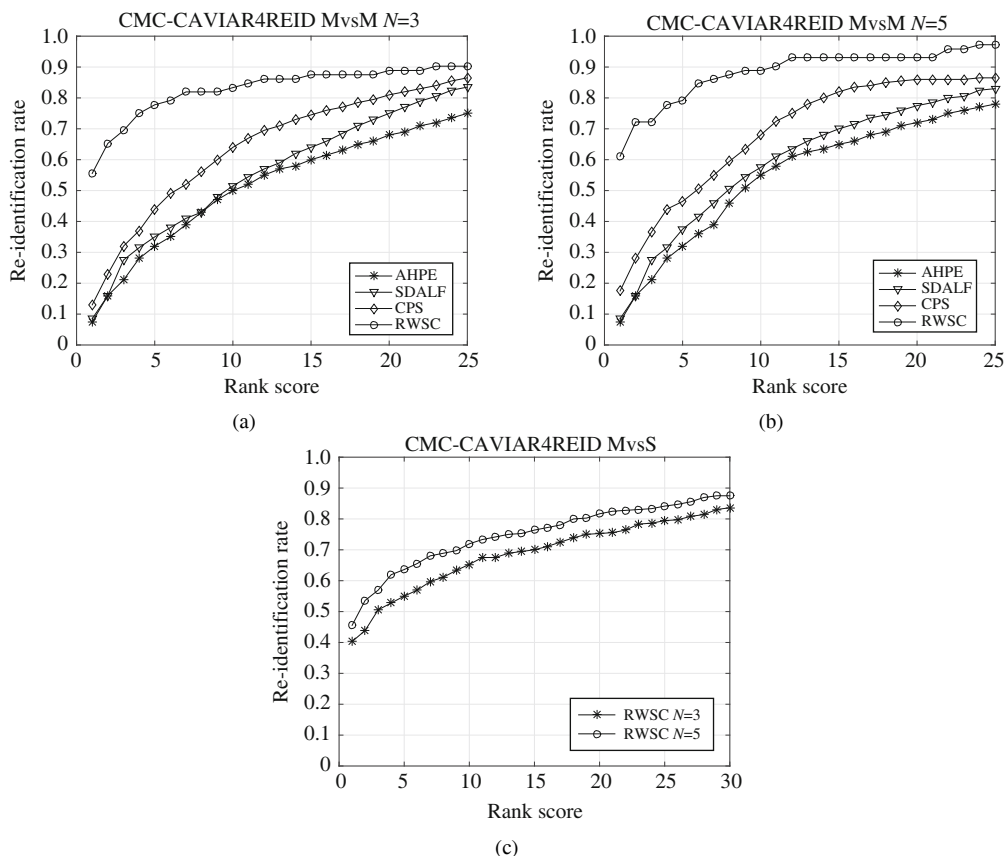 CMC-CAVIAR4REID MvsM N=3
1.0
0.9
0.8
0.7
0.6
0.5
0.4
0.3
0.2
0.1
0
Re-identification rate
AHPE
SDALF
CPS
RWSC
0 5 10 15 20 25
Rank score
(a)
CMC-CAVIAR4REID MvsM N=5
1.0
0.9
0.8
0.7
0.6
0.5
0.4
0.3
0.2
0.1
0
Re-identification rate
AHPE
SDALF
CPS
RWSC
0 5 10 15 20 25
Rank score
(b)
CMC-CAVIAR4REID MvsS
1.0
0.9
0.8
0.7
0.6
0.5
0.4
0.3
0.2
0.1
0
Re-identification rate
RWSC N=3
RWSC N=5
0 5 10 15 20 25 30
Rank score
(c)